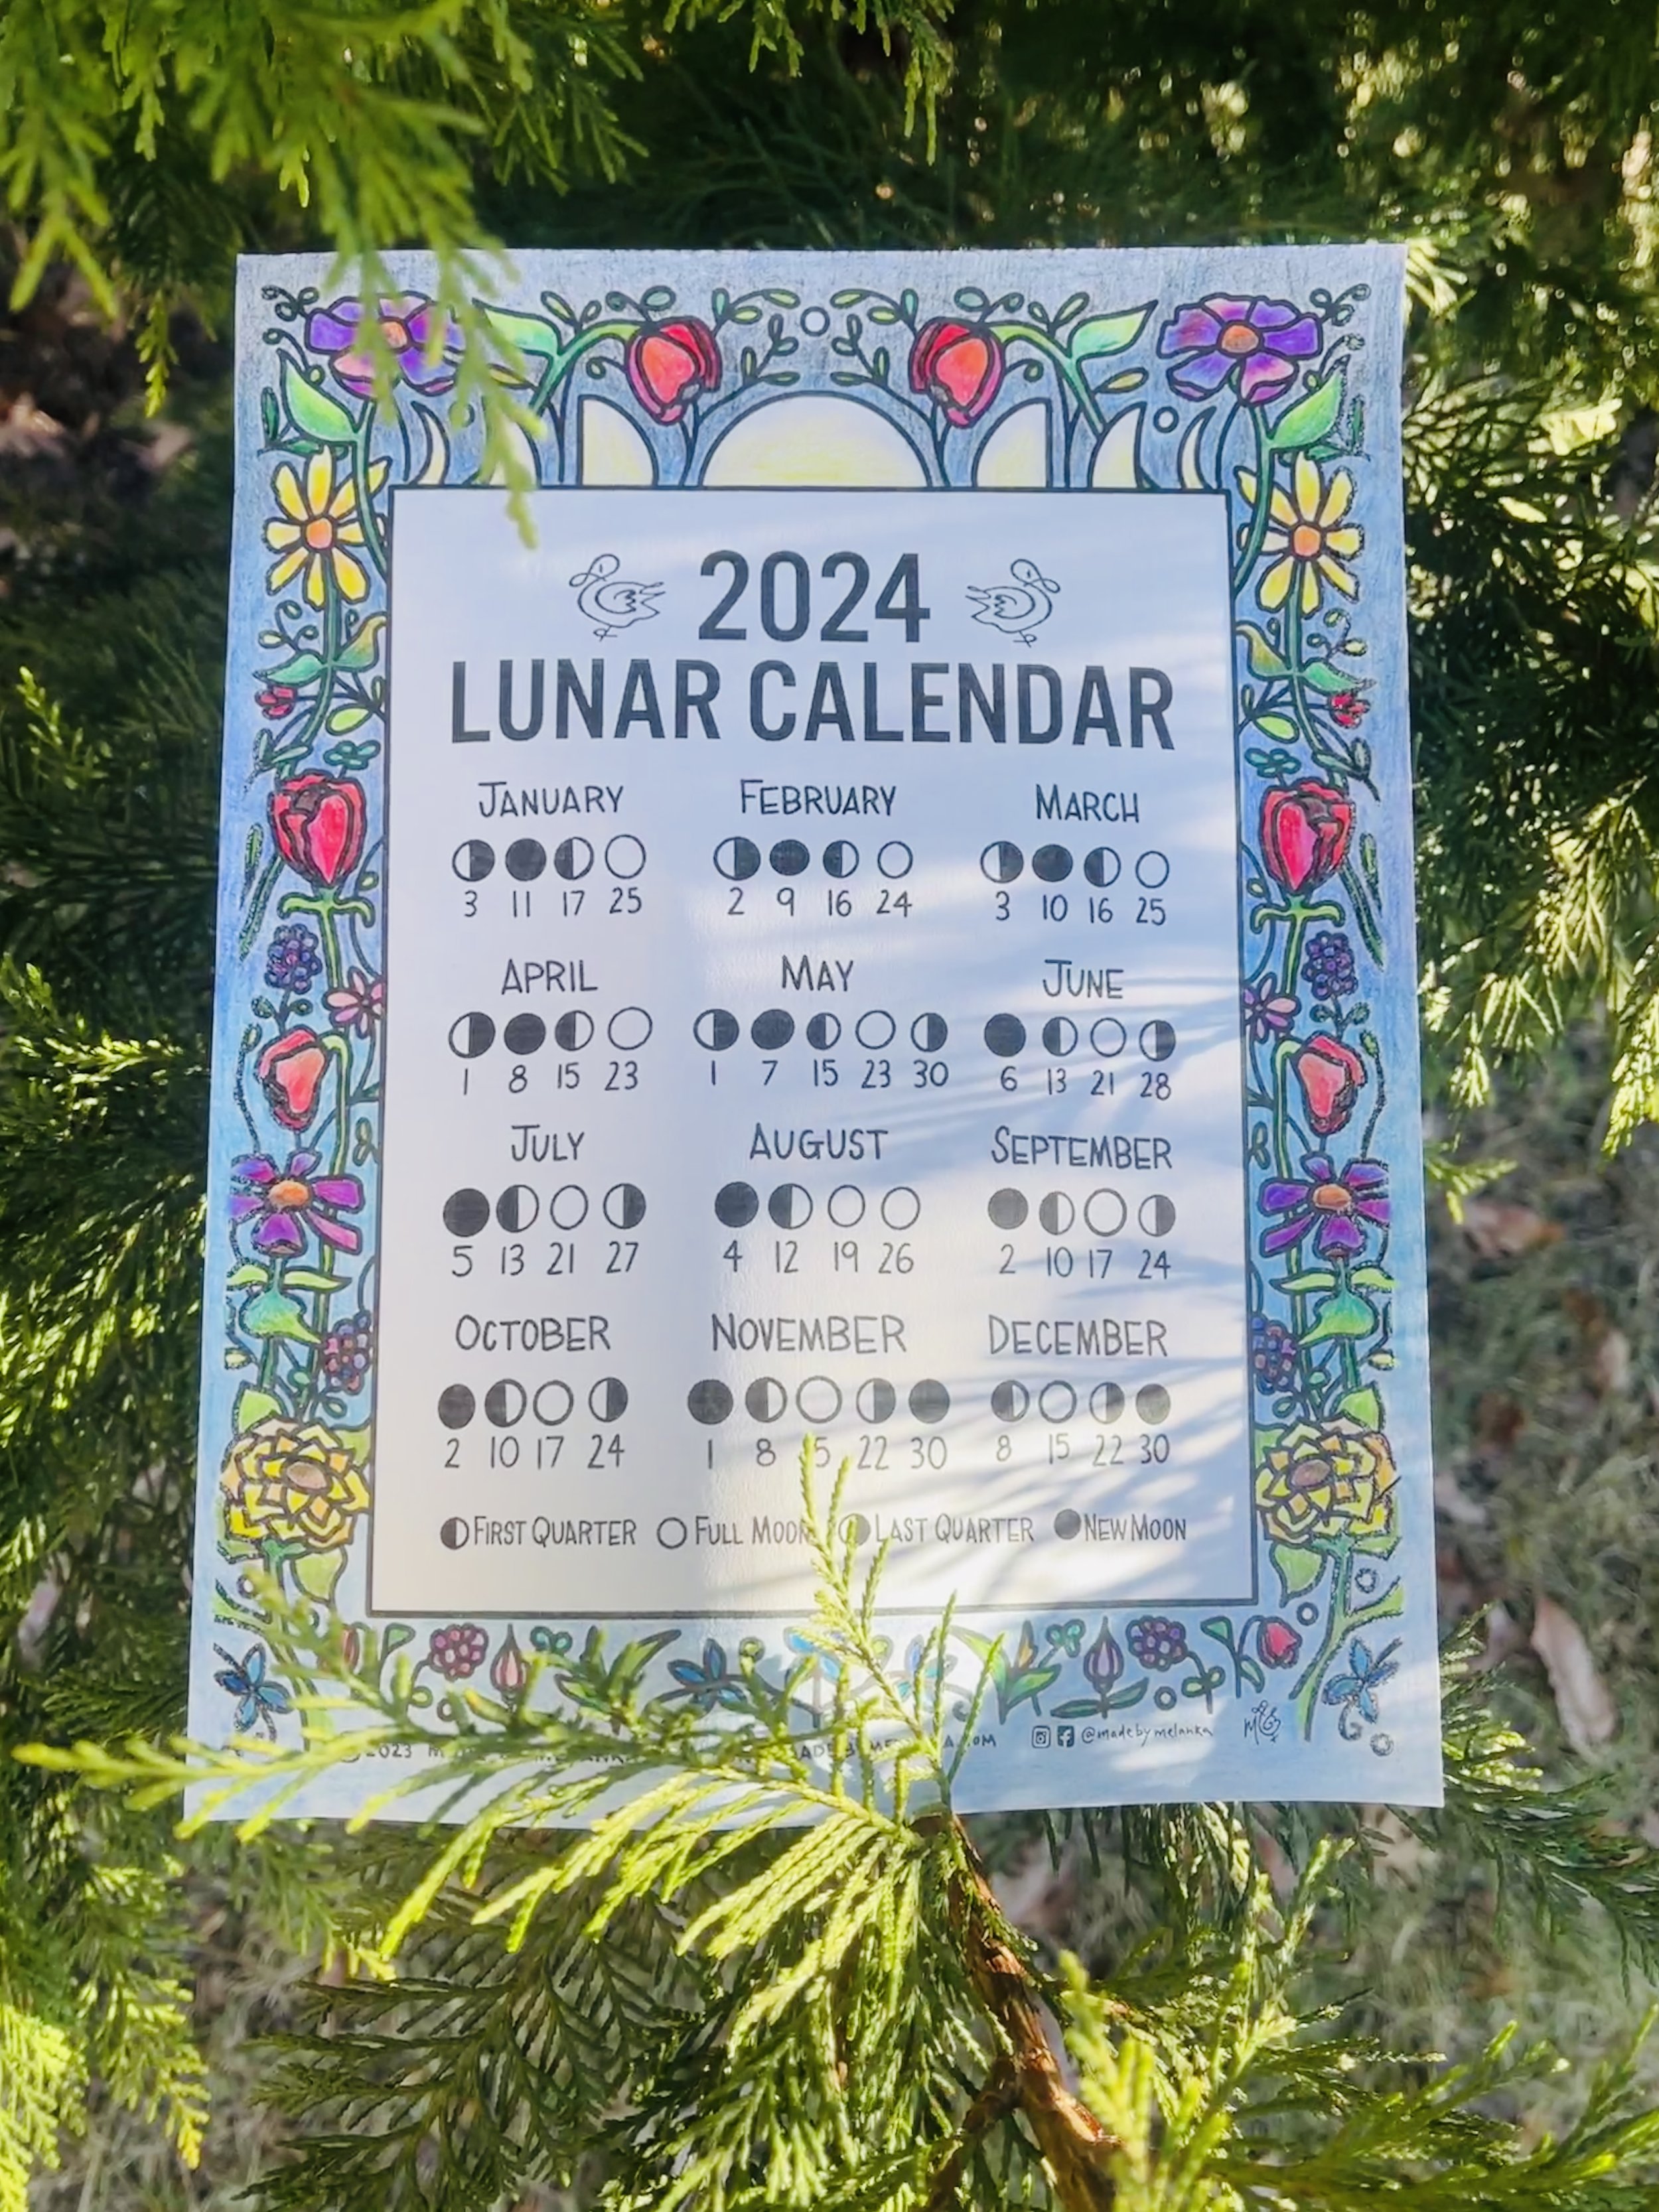 2024
LUNAR CALENDAR
JANUARY FEBRUARY MARCH
3 11 17 25 2 9 16 24 3 10 16 25
APRIL MAY JUNE
1 8 15 23 1 7 15 23 30 6 13 21 28
JULY AUGUST SEPTEMBER
5 13 21 27 4 12 19 26 2 10 17 24
OCTOBER NOVEMBER DECEMBER
2 10 17 24 1 8 5 22 30 8 15 22 30
FIRST QUARTER FULL MOON LAST QUARTER NEW MOON
2023 @madebymelanka